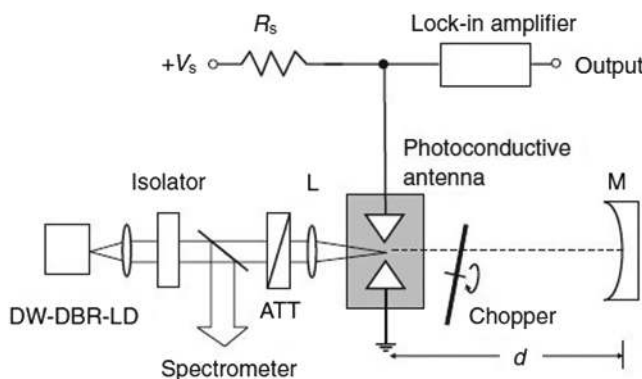 Rs
Lock-in amplifier
+Vs
Output
Photoconductive
antenna
Isolator
L
M
DW-DBR-LD
ATT
Chopper
Spectrometer
d